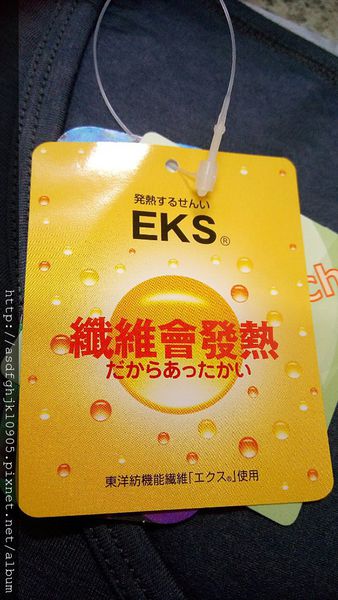 発熱するせんい
EKS®
纖維會發熱
だからあったかい
東洋紡機能繊維「エクス®」使用
ch
http://asdfghjkl0905.pixnet.net/album